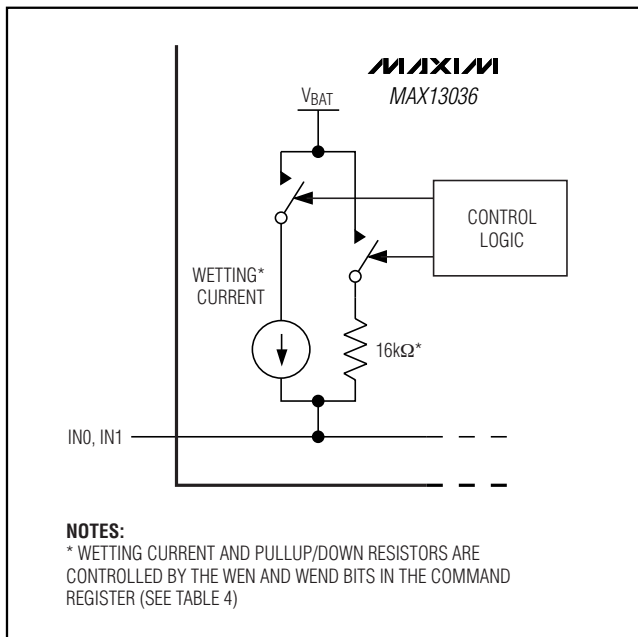 MAXIM
MAX13036
VBAT
CONTROL
LOGIC
WETTING*
CURRENT
16kΩ*
IN0, IN1
NOTES:
* WETTING CURRENT AND PULLUP/DOWN RESISTORS ARE
CONTROLLED BY THE WEN AND WEND BITS IN THE COMMAND
REGISTER (SEE TABLE 4)